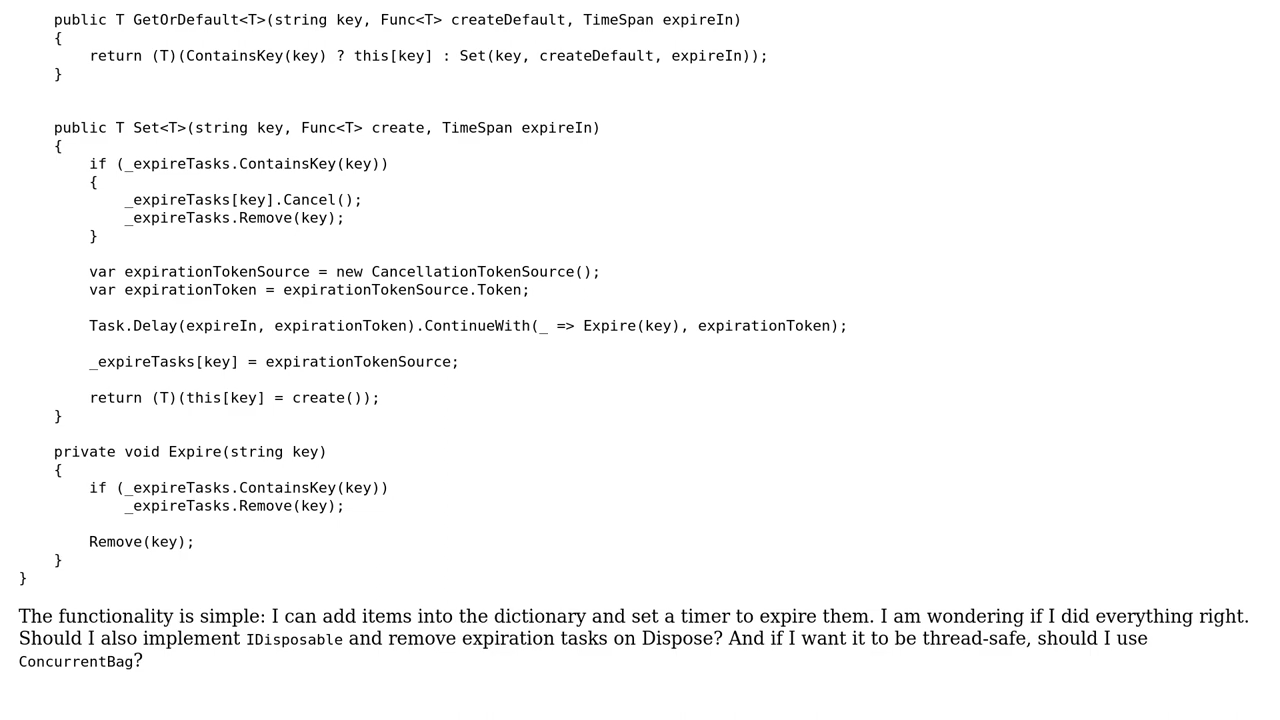 public T GetOrDefault<T>(string key, Func<T> createDefault, TimeSpan expireIn)
{
return (T)(ContainsKey(key) ? this[key] : Set(key, createDefault, expireIn));
}
public T Set<T>(string key, Func<T> create, TimeSpan expireIn)
{
if (_expireTasks.ContainsKey(key))
{
_expireTasks[key].Cancel();
_expireTasks.Remove(key);
}
var expirationTokenSource = new CancellationTokenSource();
var expirationToken = expirationTokenSource.Token;
Task.Delay(expireIn, expirationToken).ContinueWith(_ => Expire(key), expirationToken);
_expireTasks[key] = expirationTokenSource;
return (T)(this[key] = create());
}
private void Expire(string key)
{
if (_expireTasks.ContainsKey(key))
_expireTasks.Remove(key);
Remove(key);
}
}
The functionality is simple: I can add items into the dictionary and set a timer to expire them. I am wondering if I did everything right.
Should I also implement IDisposable and remove expiration tasks on Dispose? And if I want it to be thread-safe, should I use
ConcurrentBag?